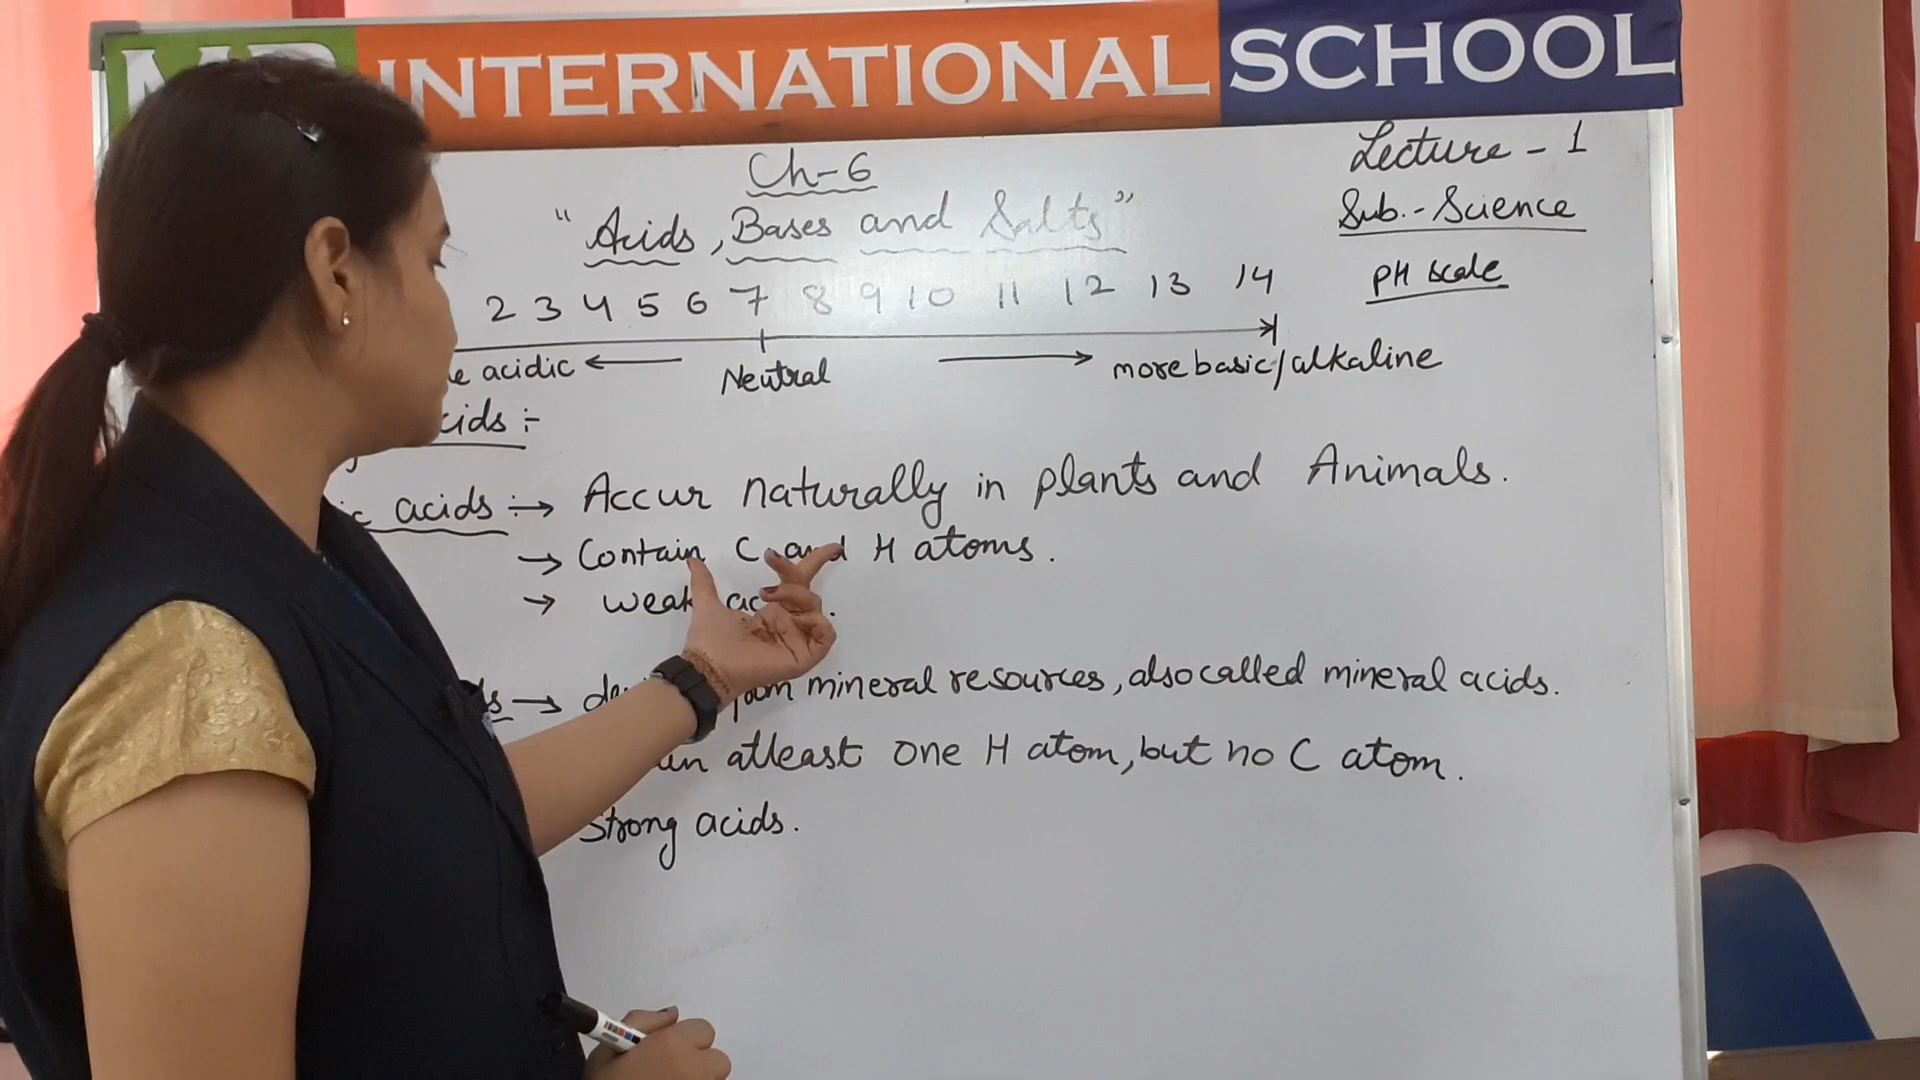 INTERNATIONAL SCHOOL
Lecture - 1
Ch-6
Sub.- Science
"Acids, Bases and Salts"
PH scale
2 3 4 5 6 7 8 9 10 11 12 13 14
acidic Neutral more basic/alkaline
acids :→ Accur naturally in plants and Animals.
→ Contain C and H atoms.
→ weak
→ mineral resources, also called mineral acids.
atleast one H atom, but no C atom.
Strong acids.